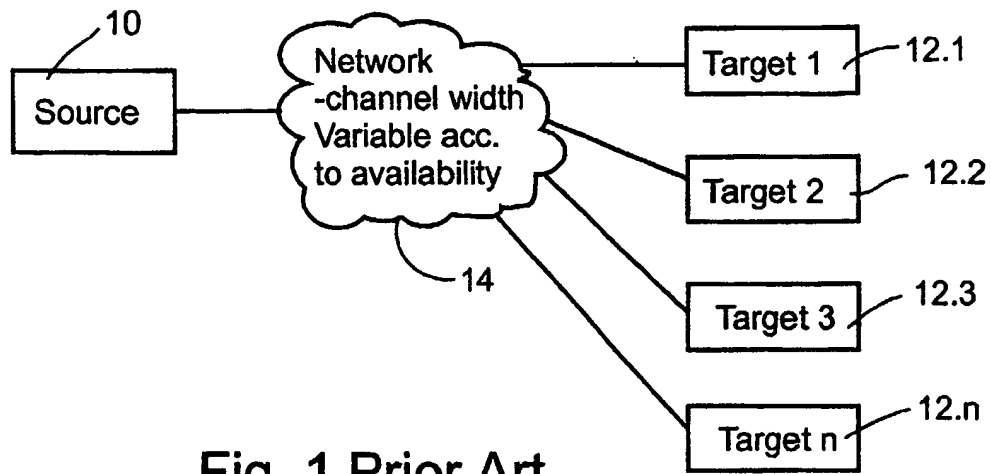 10
Source
Network
-channel width
Variable acc.
to availability
14
Target 1
12.1
Target 2
12.2
Target 3
12.3
Target n
12.n
Fig. 1 Prior Art